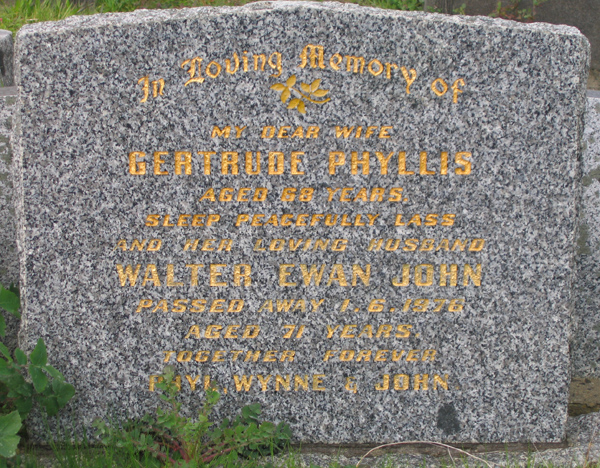 In Loving Memory of
MY DEAR WIFE
GERTRUDE PHYLLIS
AGED 68 YEARS.
SLEEP PEACEFULLY LASS
AND HER LOVING HUSBAND
WALTER EWAN JOHN
PASSED AWAY 1.6.1976
AGED 71 YEARS.
TOGETHER FOREVER
PHYL, WYNNE & JOHN